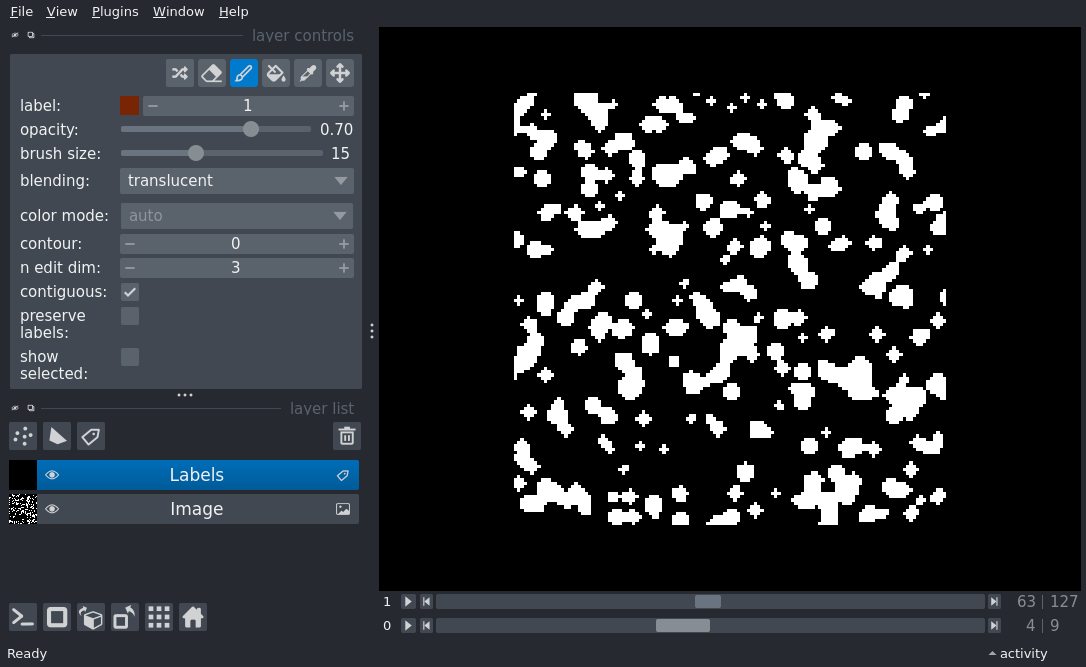 File View Plugins Window Help
layer controls
label: 1
opacity: 0.70
brush size: 15
blending: translucent
color mode: auto
contour: 0
n edit dim: 3
contiguous:
preserve
labels:
show
selected:
layer list
Labels
Image
1 63 | 127
0 4 | 9
Ready activity